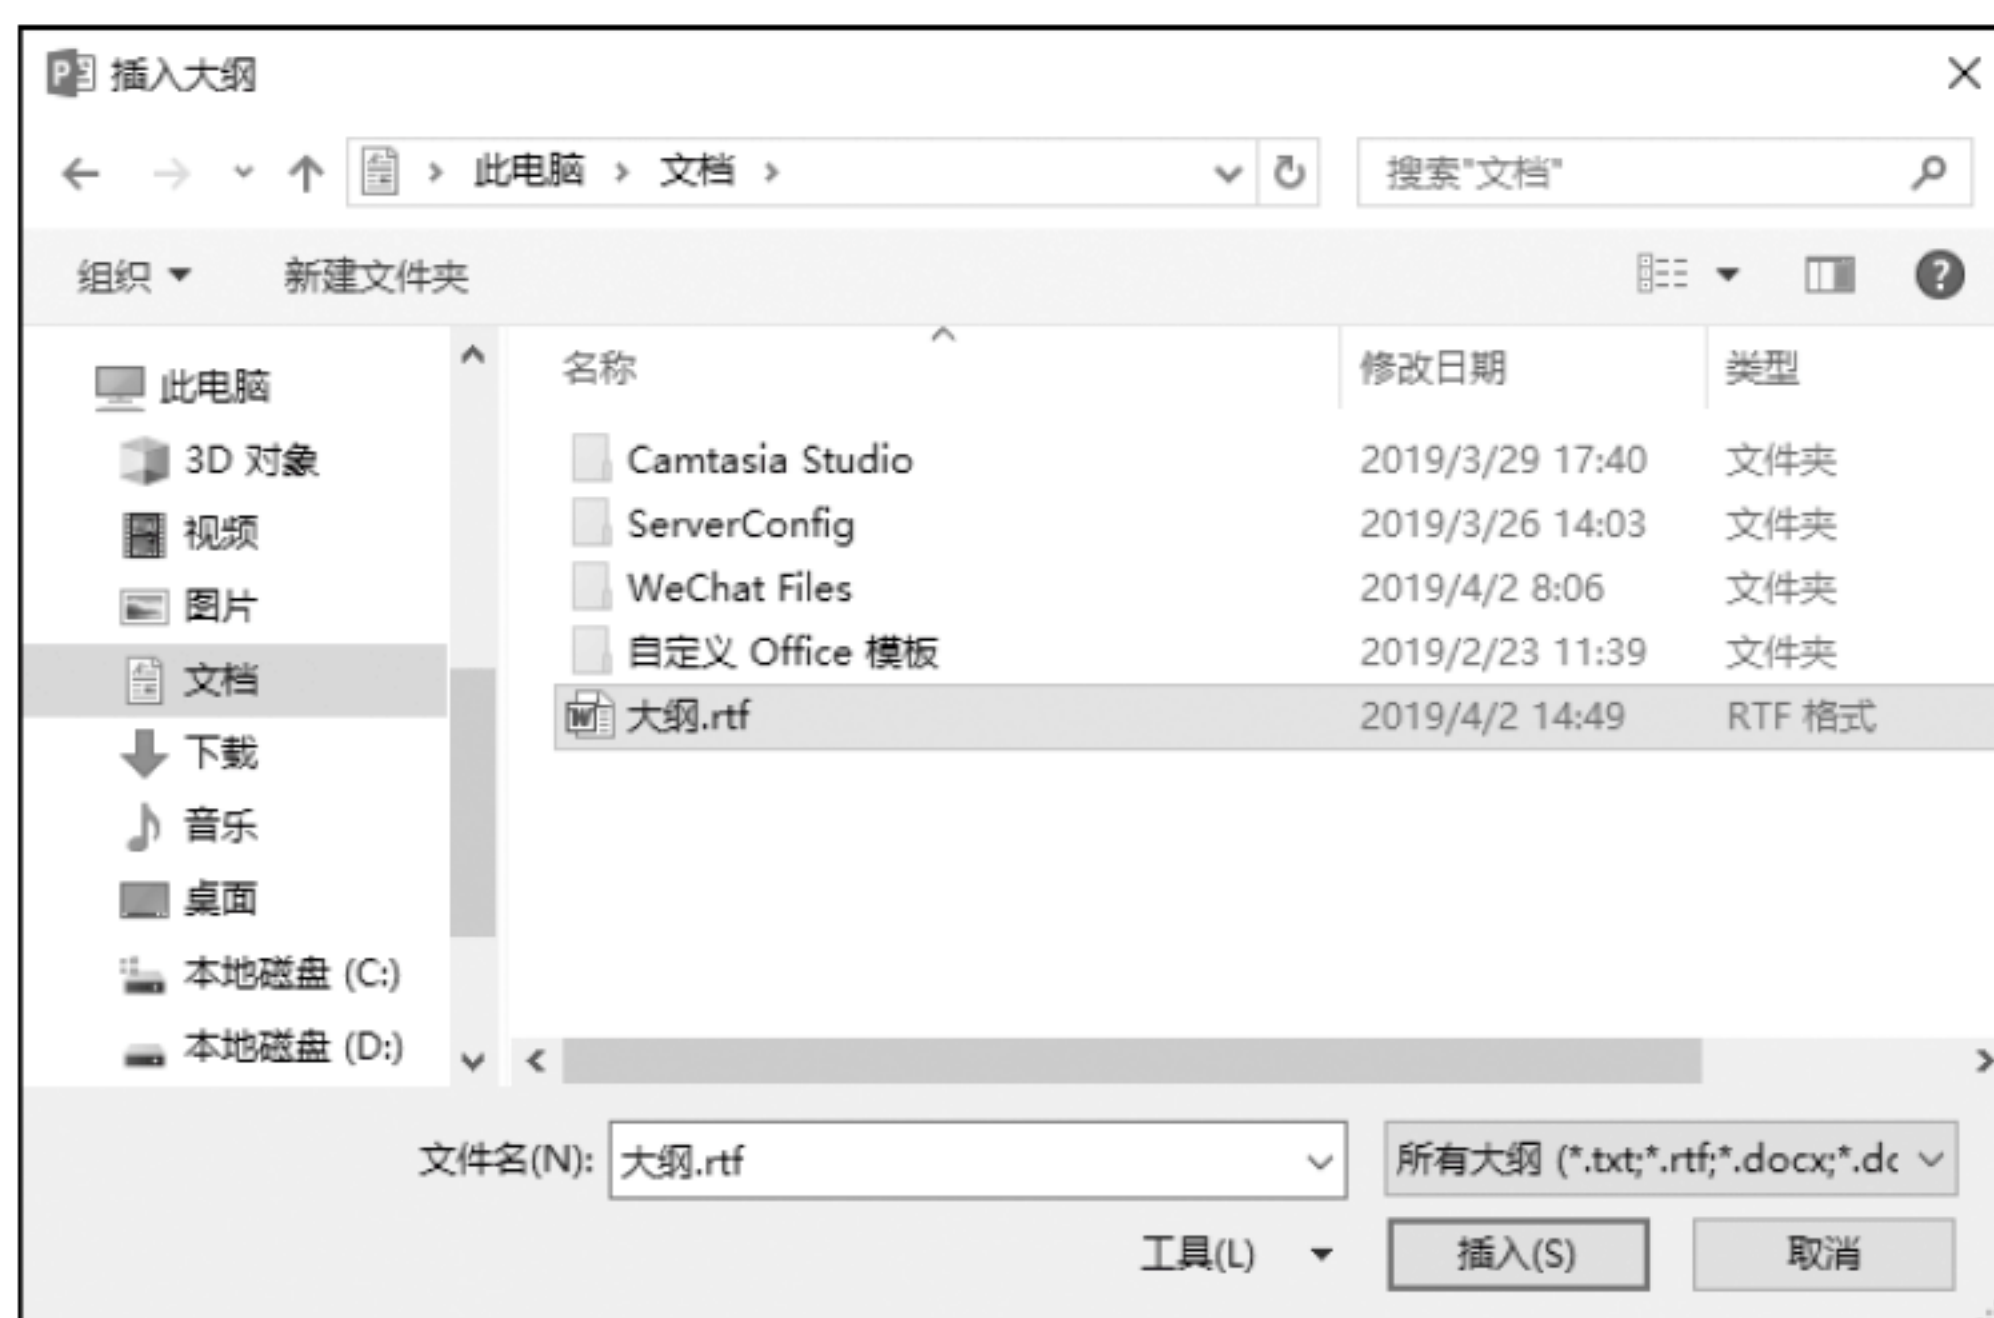 插入大纲
此电脑 文档 搜索"文档"
组织 新建文件夹
名称 修改日期 类型
此电脑
3D 对象
视频
图片
文档
下载
音乐
桌面
本地磁盘 (C:)
本地磁盘 (D:)
Camtasia Studio 2019/3/29 17:40 文件夹
ServerConfig 2019/3/26 14:03 文件夹
WeChat Files 2019/4/2 8:06 文件夹
自定义 Office 模板 2019/2/23 11:39 文件夹
大纲.rtf 2019/4/2 14:49 RTF 格式
文件名(N): 大纲.rtf 所有大纲 (*.txt;*.rtf;*.docx;*.dc
工具(L) 插入(S) 取消